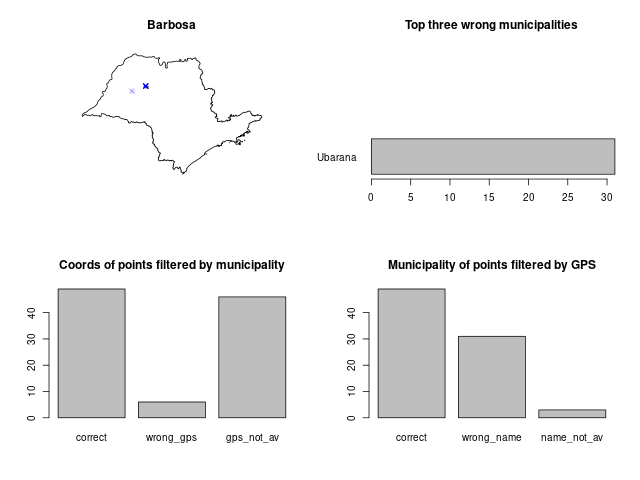 Barbosa
Top three wrong municipalities
Ubarana
0 5 10 15 20 25 30
Coords of points filtered by municipality
0 10 20 30 40
correct wrong_gps gps_not_av
Municipality of points filtered by GPS
0 10 20 30 40
correct wrong_name name_not_av